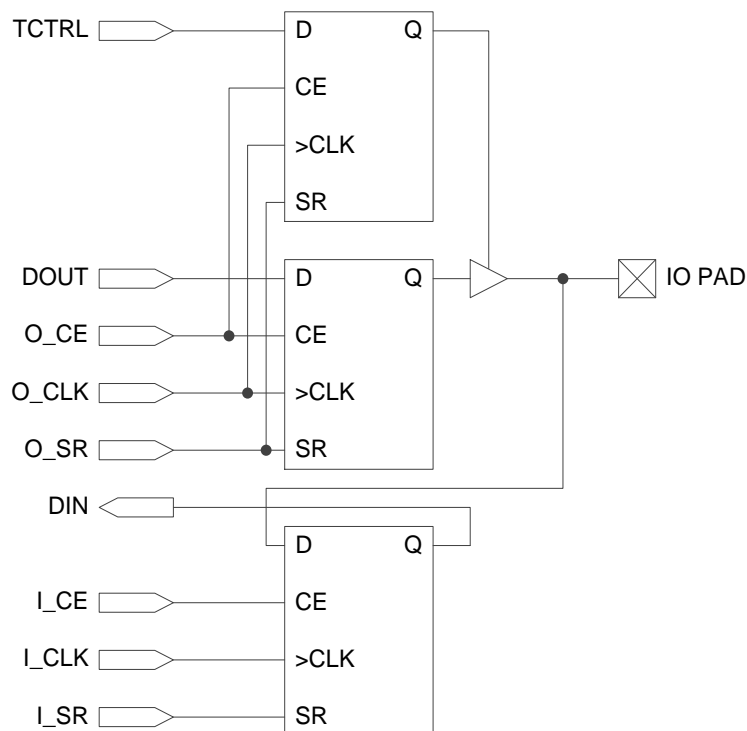 TCTRL D Q
CE
>CLK
SR
DOUT D Q IO PAD
O_CE CE
O_CLK >CLK
O_SR SR
DIN
D Q
I_CE CE
I_CLK >CLK
I_SR SR